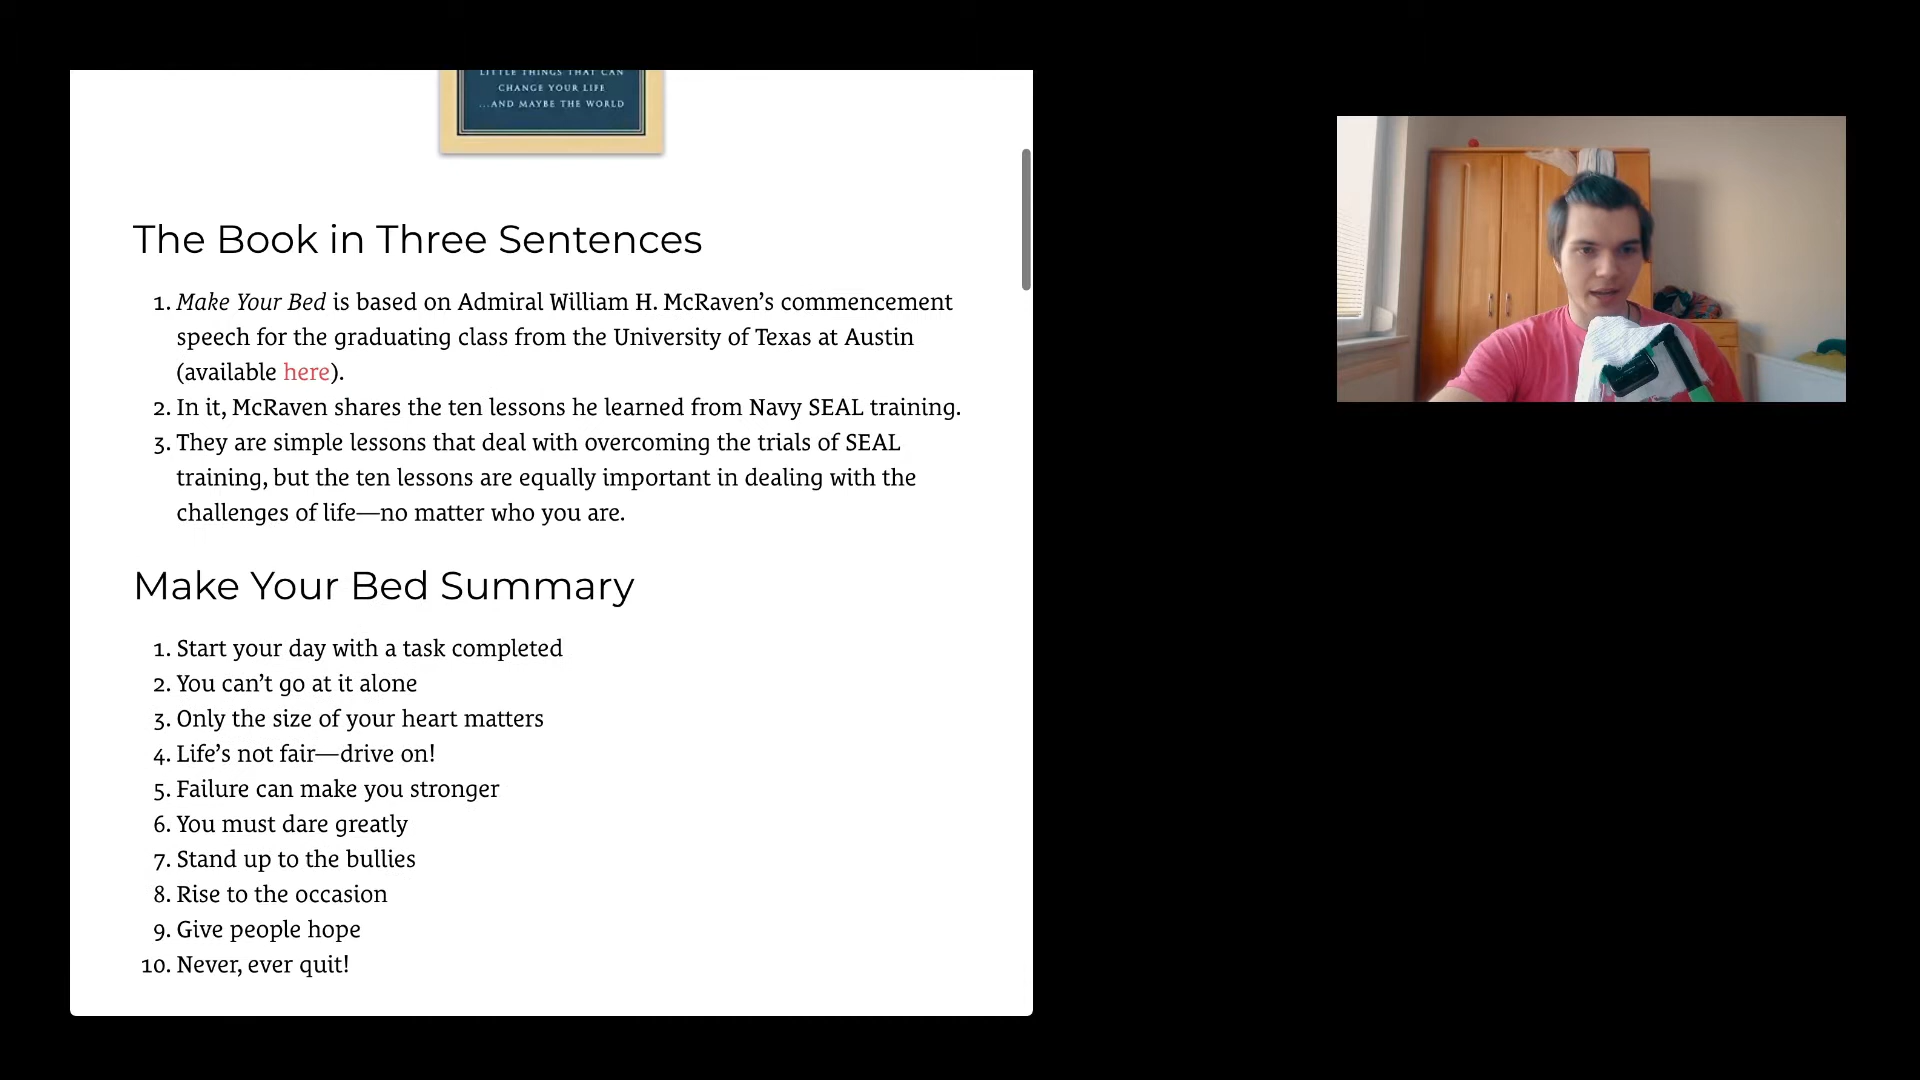 LITTLE THINGS THAT CAN
CHANGE YOUR LIFE
...AND MAYBE THE WORLD
The Book in Three Sentences
1. Make Your Bed is based on Admiral William H. McRaven’s commencement
speech for the graduating class from the University of Texas at Austin
(available here).
2. In it, McRaven shares the ten lessons he learned from Navy SEAL training.
3. They are simple lessons that deal with overcoming the trials of SEAL
training, but the ten lessons are equally important in dealing with the
challenges of life—no matter who you are.
Make Your Bed Summary
1. Start your day with a task completed
2. You can’t go at it alone
3. Only the size of your heart matters
4. Life’s not fair—drive on!
5. Failure can make you stronger
6. You must dare greatly
7. Stand up to the bullies
8. Rise to the occasion
9. Give people hope
10. Never, ever quit!